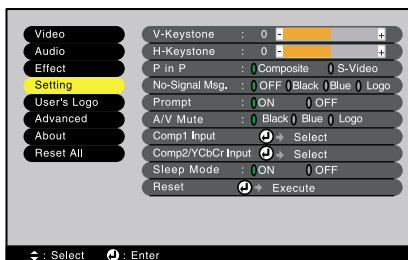 Video
Audio
Effect
Setting
User's Logo
Advanced
About
Reset All
V-Keystone : 0 - +
H-Keystone : 0 - +
P in P : Composite S-Video
No-Signal Msg. : OFF Black Blue Logo
Prompt : ON OFF
A/V Mute : Black Blue Logo
Comp1 Input Select
Comp2/YCbCr Input Select
Sleep Mode : ON OFF
Reset Execute
: Select : Enter